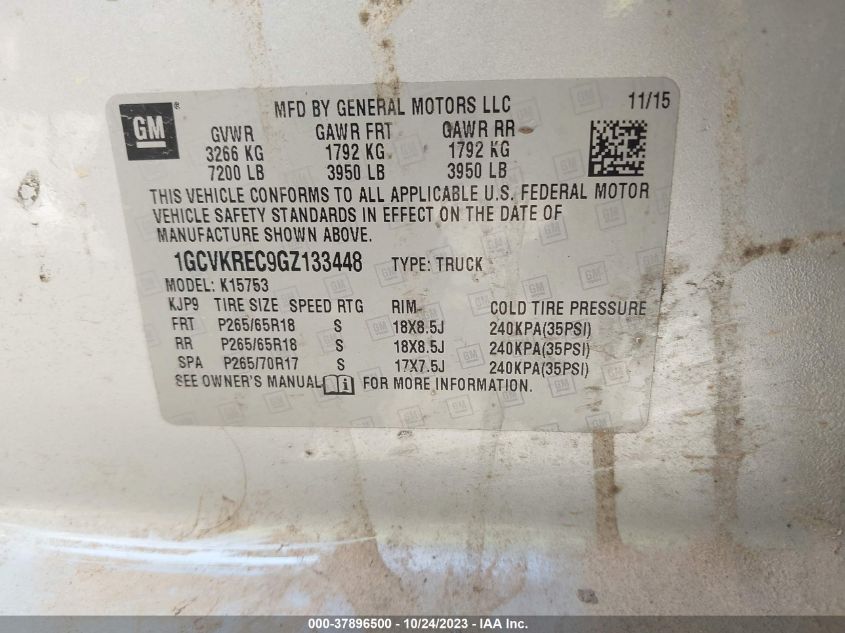 GM ® MFD BY GENERAL MOTORS LLC 11/15
GVWR GAWR FRT GAWR RR
3266 KG 1792 KG 1792 KG
7200 LB 3950 LB 3950 LB
THIS VEHICLE CONFORMS TO ALL APPLICABLE U.S. FEDERAL MOTOR
VEHICLE SAFETY STANDARDS IN EFFECT ON THE DATE OF
MANUFACTURE SHOWN ABOVE.
1GCVKREC9GZ133448 TYPE: TRUCK
MODEL: K15753
KJP9 TIRE SIZE SPEED RTG RIM COLD TIRE PRESSURE
FRT P265/65R18 S 18X8.5J 240KPA(35PSI)
RR P265/65R18 S 18X8.5J 240KPA(35PSI)
SPA P265/70R17 S 17X7.5J 240KPA(35PSI)
SEE OWNER'S MANUAL FOR MORE INFORMATION.
000-37896500 - 10/24/2023 - IAA Inc.